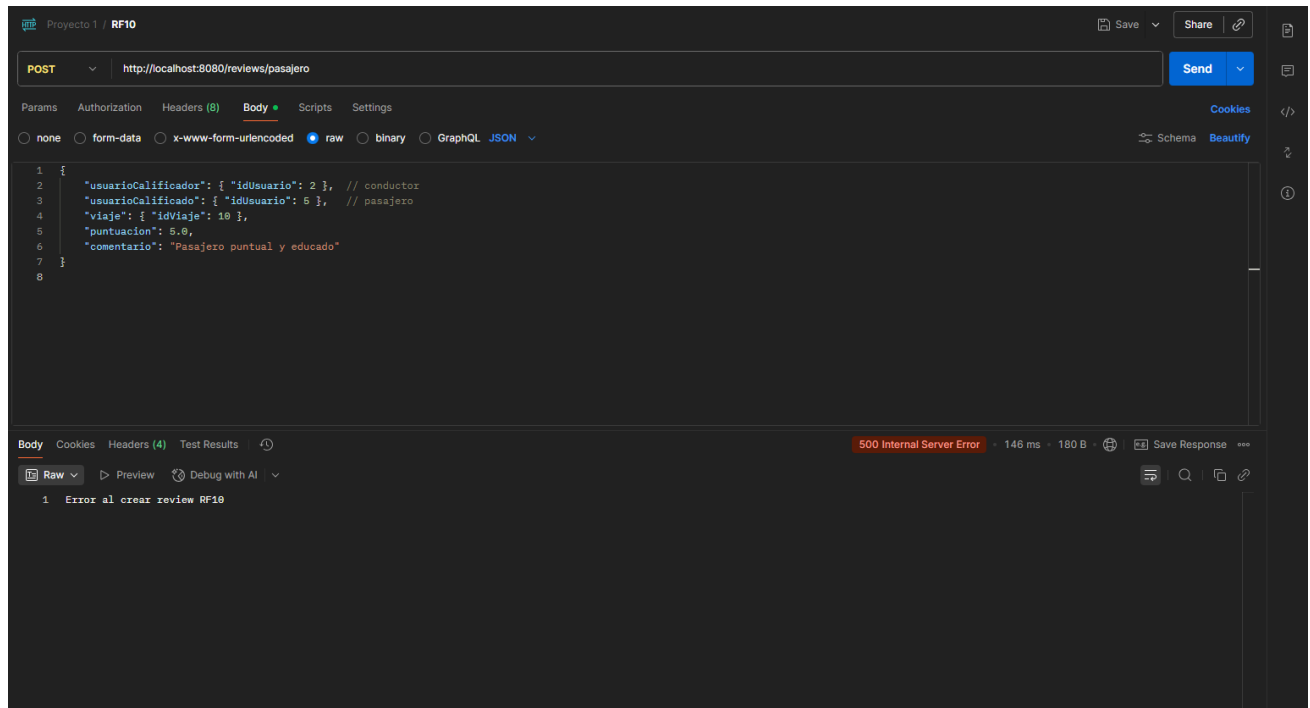 HTTP Proyecto 1 / RF10 Save Share
POST http://localhost:8080/reviews/pasajero Send
Params Authorization Headers (8) Body Scripts Settings Cookies
none form-data x-www-form-urlencoded raw binary GraphQL JSON Schema Beautify
1 {
2 "usuarioCalificador": { "idUsuario": 2 }, // conductor
3 "usuarioCalificado": { "idUsuario": 5 }, // pasajero
4 "viaje": { "idViaje": 10 },
5 "puntuacion": 5.0,
6 "comentario": "Pasajero puntual y educado"
7 }
8
Body Cookies Headers (4) Test Results 500 Internal Server Error 146 ms 180 B Save Response
Raw Preview Debug with AI
1 Error al crear review RF10